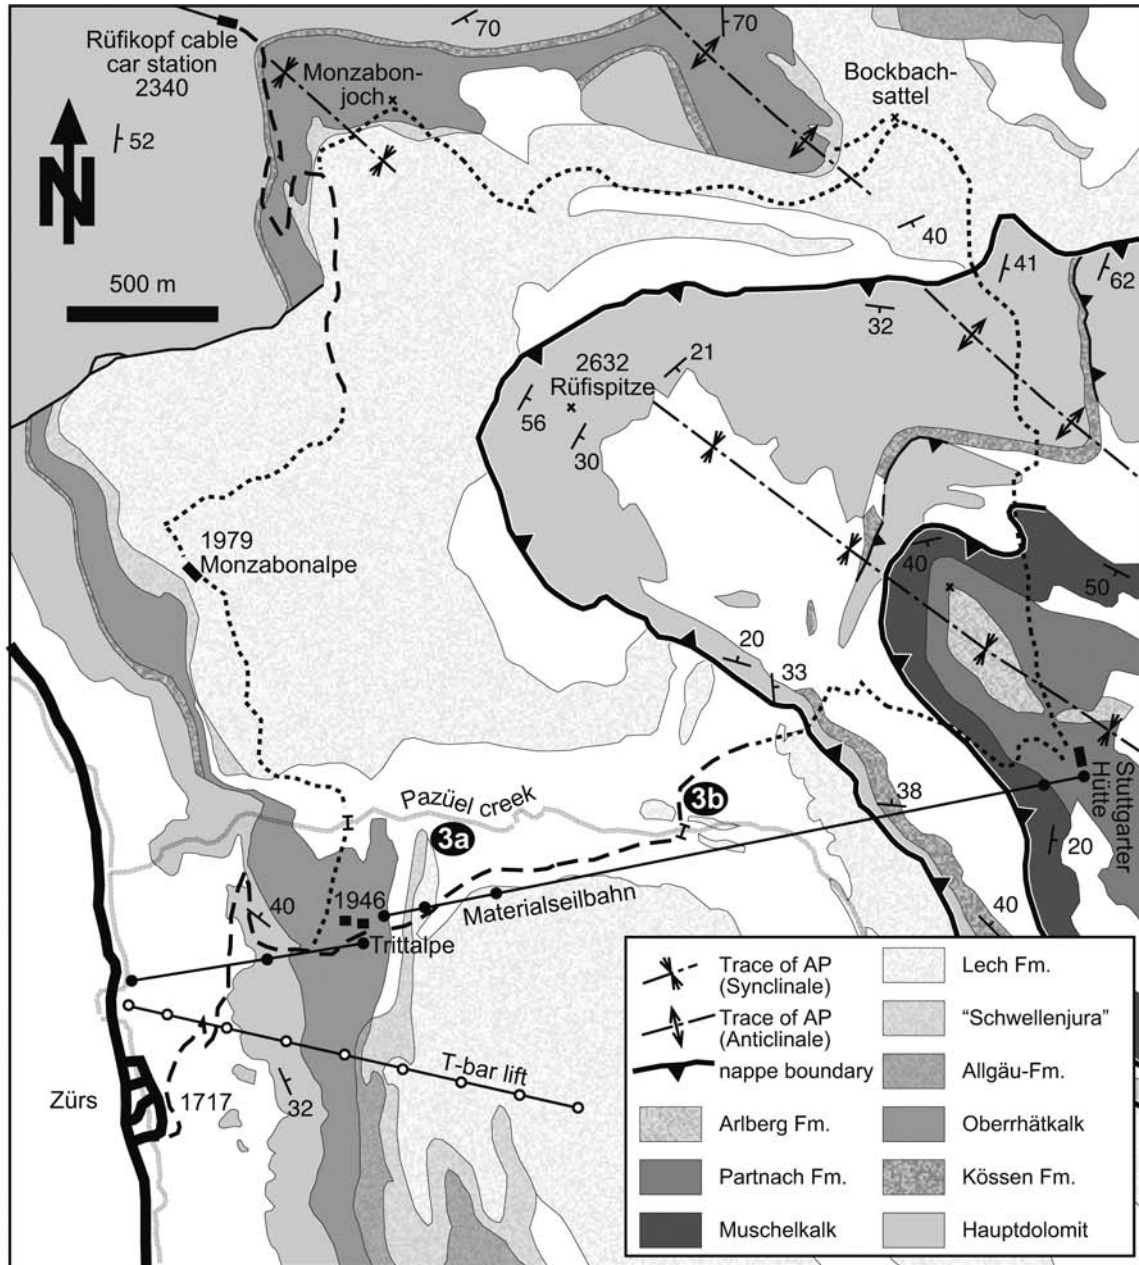 Rüfikopf cable
car station
2340
Monzabon-
joch
70
70
Bockbach-
sattel
52
N
500 m
40
41
62
32
21
2632
Rüfispitze
56
30
1979
Monzabonalpe
40
50
20
33
Pazüel creek
3a
3b
38
Stuttgarter
Hütte
20
40
1946
40
Materialseilbahn
Trittalpe
T-bar lift
Zürs
1717
32
Trace of AP
(Synclinale)
Trace of AP
(Anticlinale)
nappe boundary
Arlberg Fm.
Partnach Fm.
Muschelkalk
Lech Fm.
"Schwellenjura"
Allgäu-Fm.
Oberrhätkalk
Kössen Fm.
Hauptdolomit